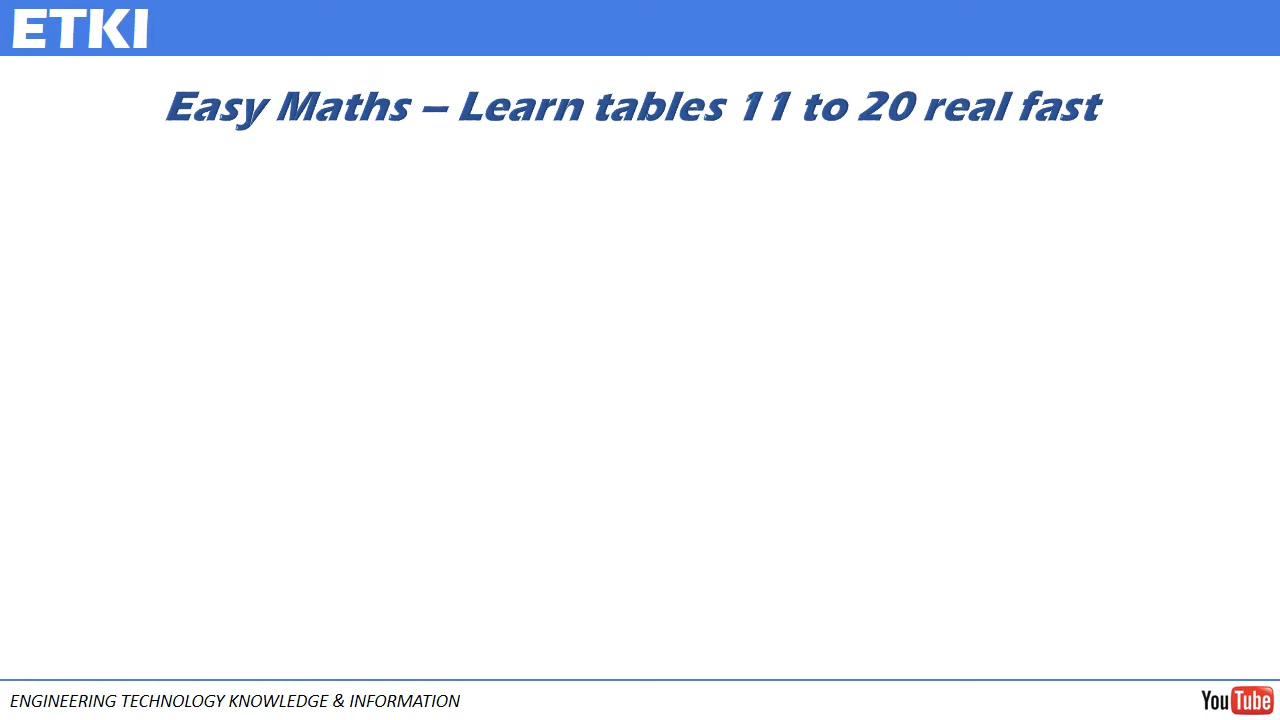 ETKI
Easy Maths – Learn tables 11 to 20 real fast
ENGINEERING TECHNOLOGY KNOWLEDGE & INFORMATION
YouTube